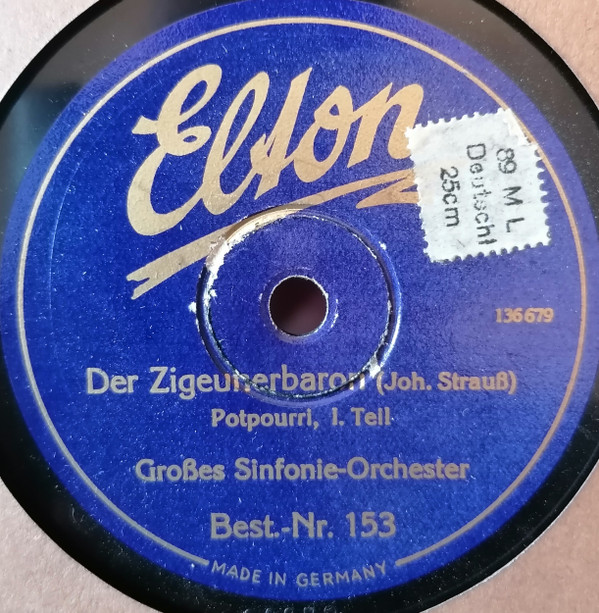 Elton
89 M L
Deutschl
25cm
136679
Der Zigeunerbaron (Joh. Strauß)
Potpourri, I. Teil
Großes Sinfonie-Orchester
Best.-Nr. 153
MADE IN GERMANY